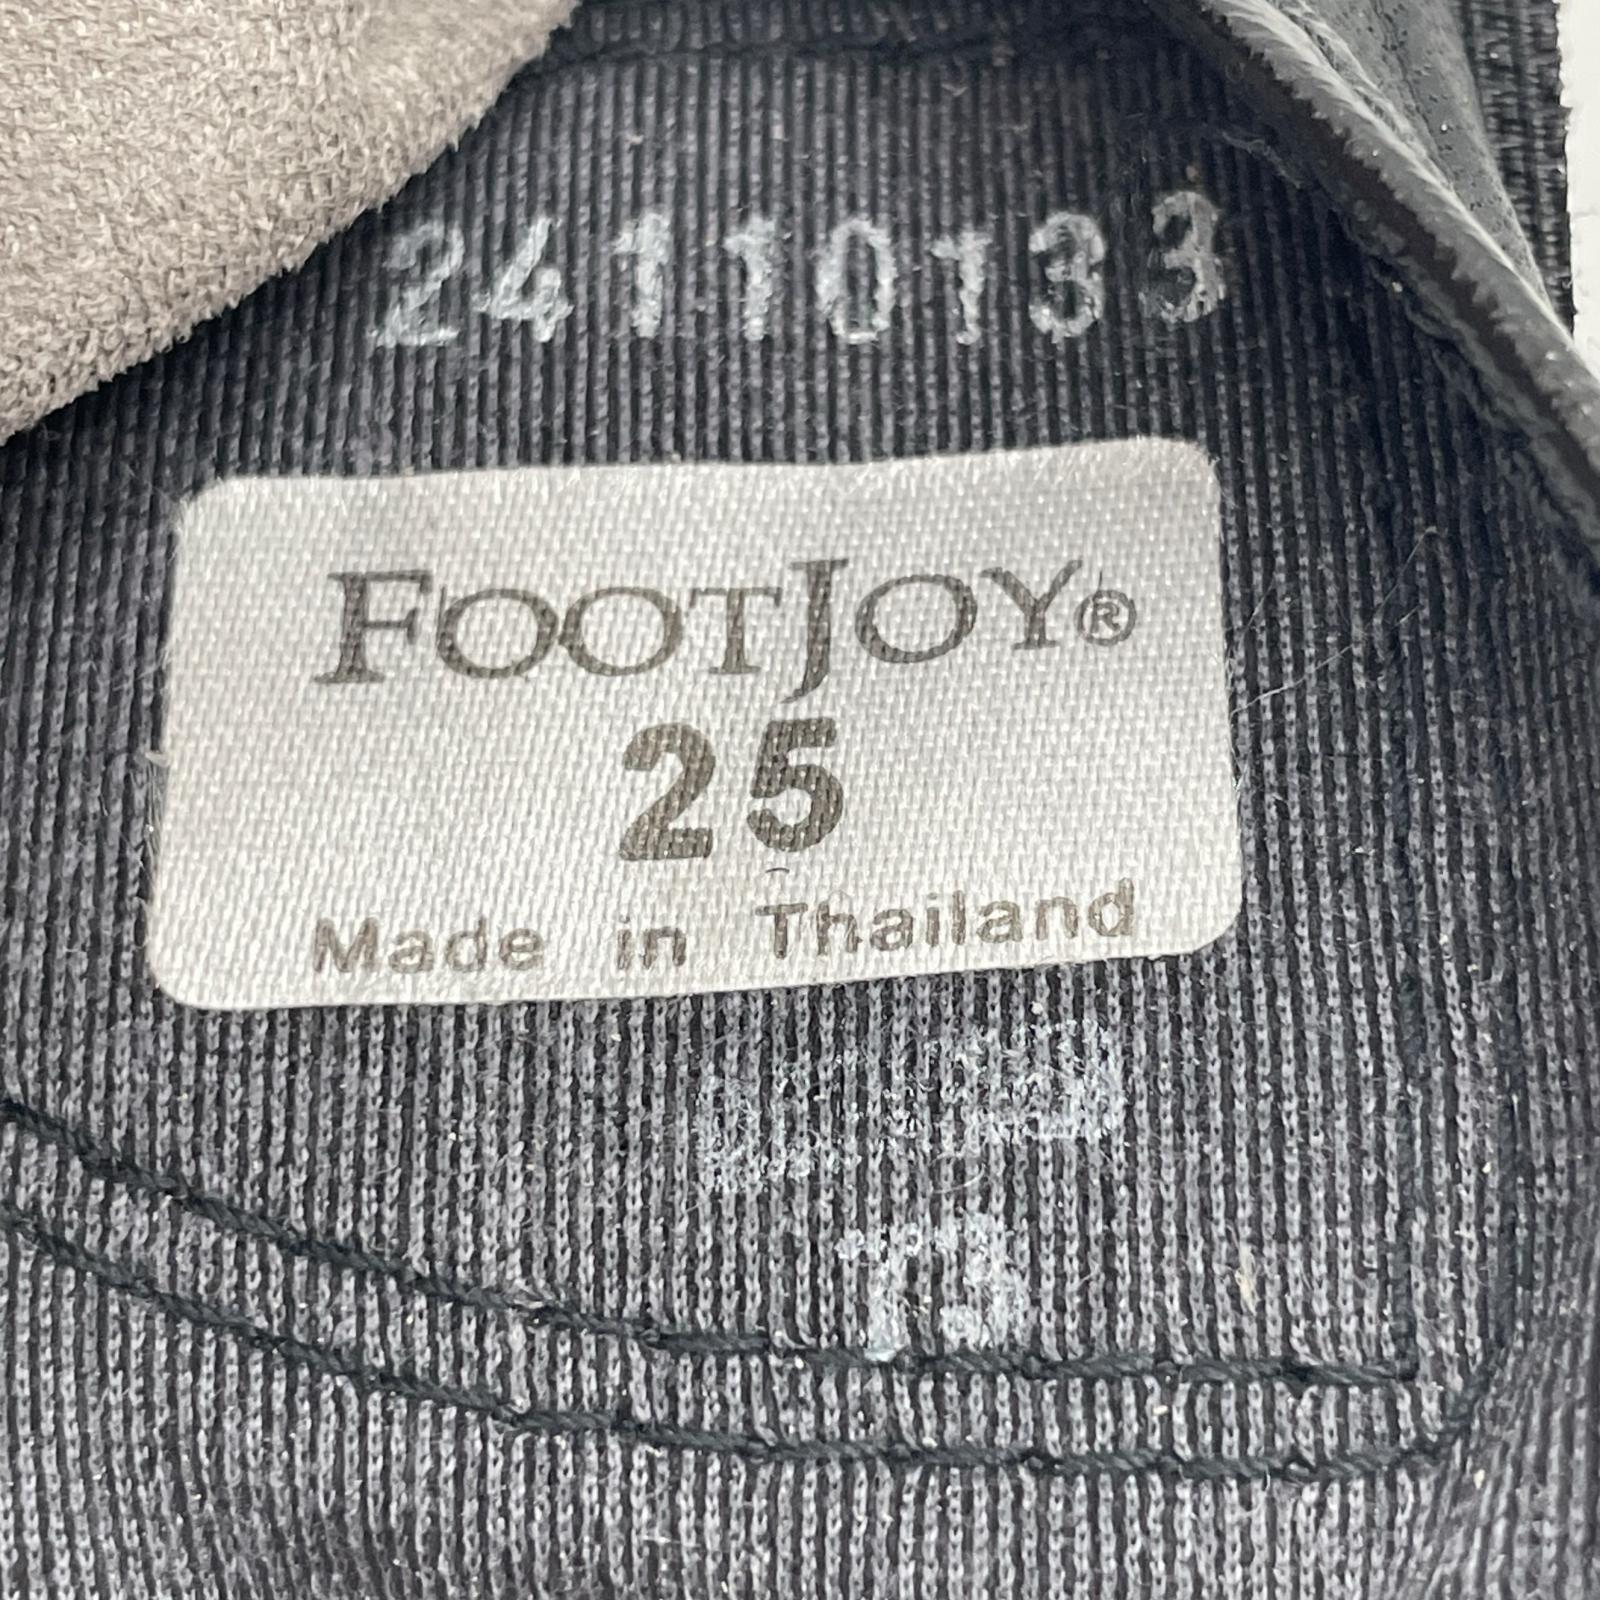 24110133
FOOTJOY®
25
Made in Thailand